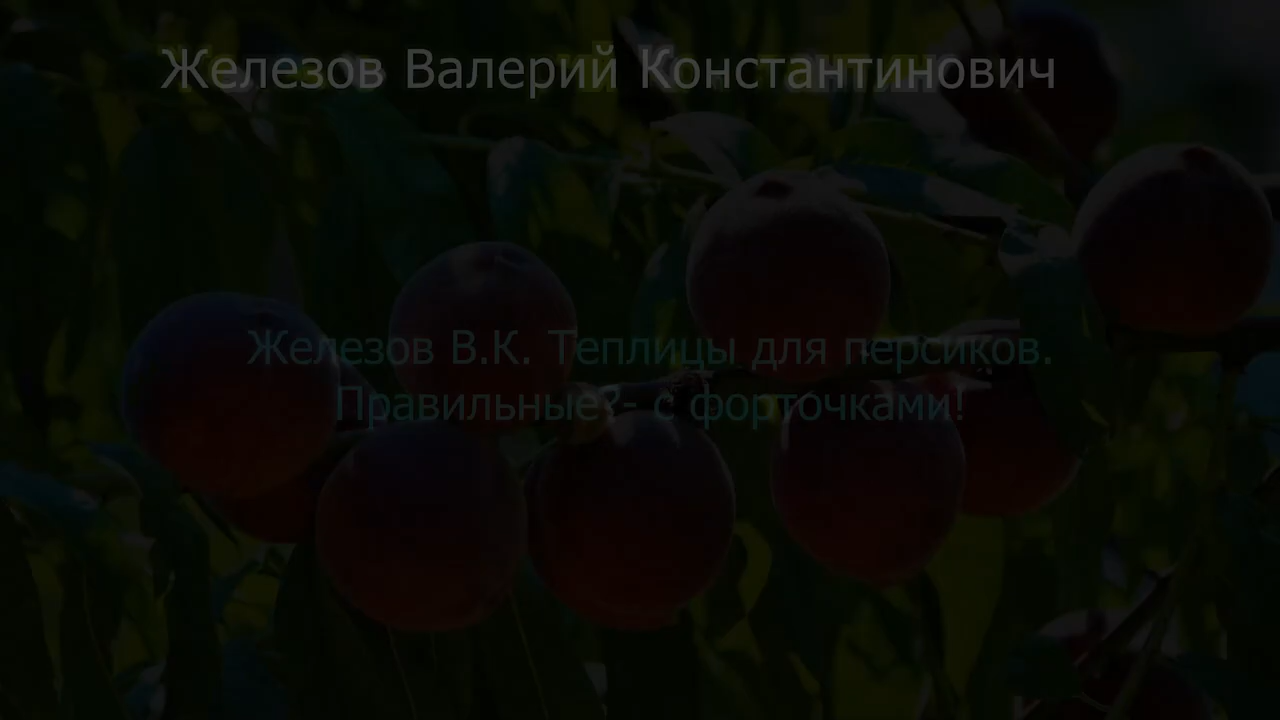 Железов Валерий Константинович
Железов В.К. Теплицы для персиков.
Правильные?- с форточками!